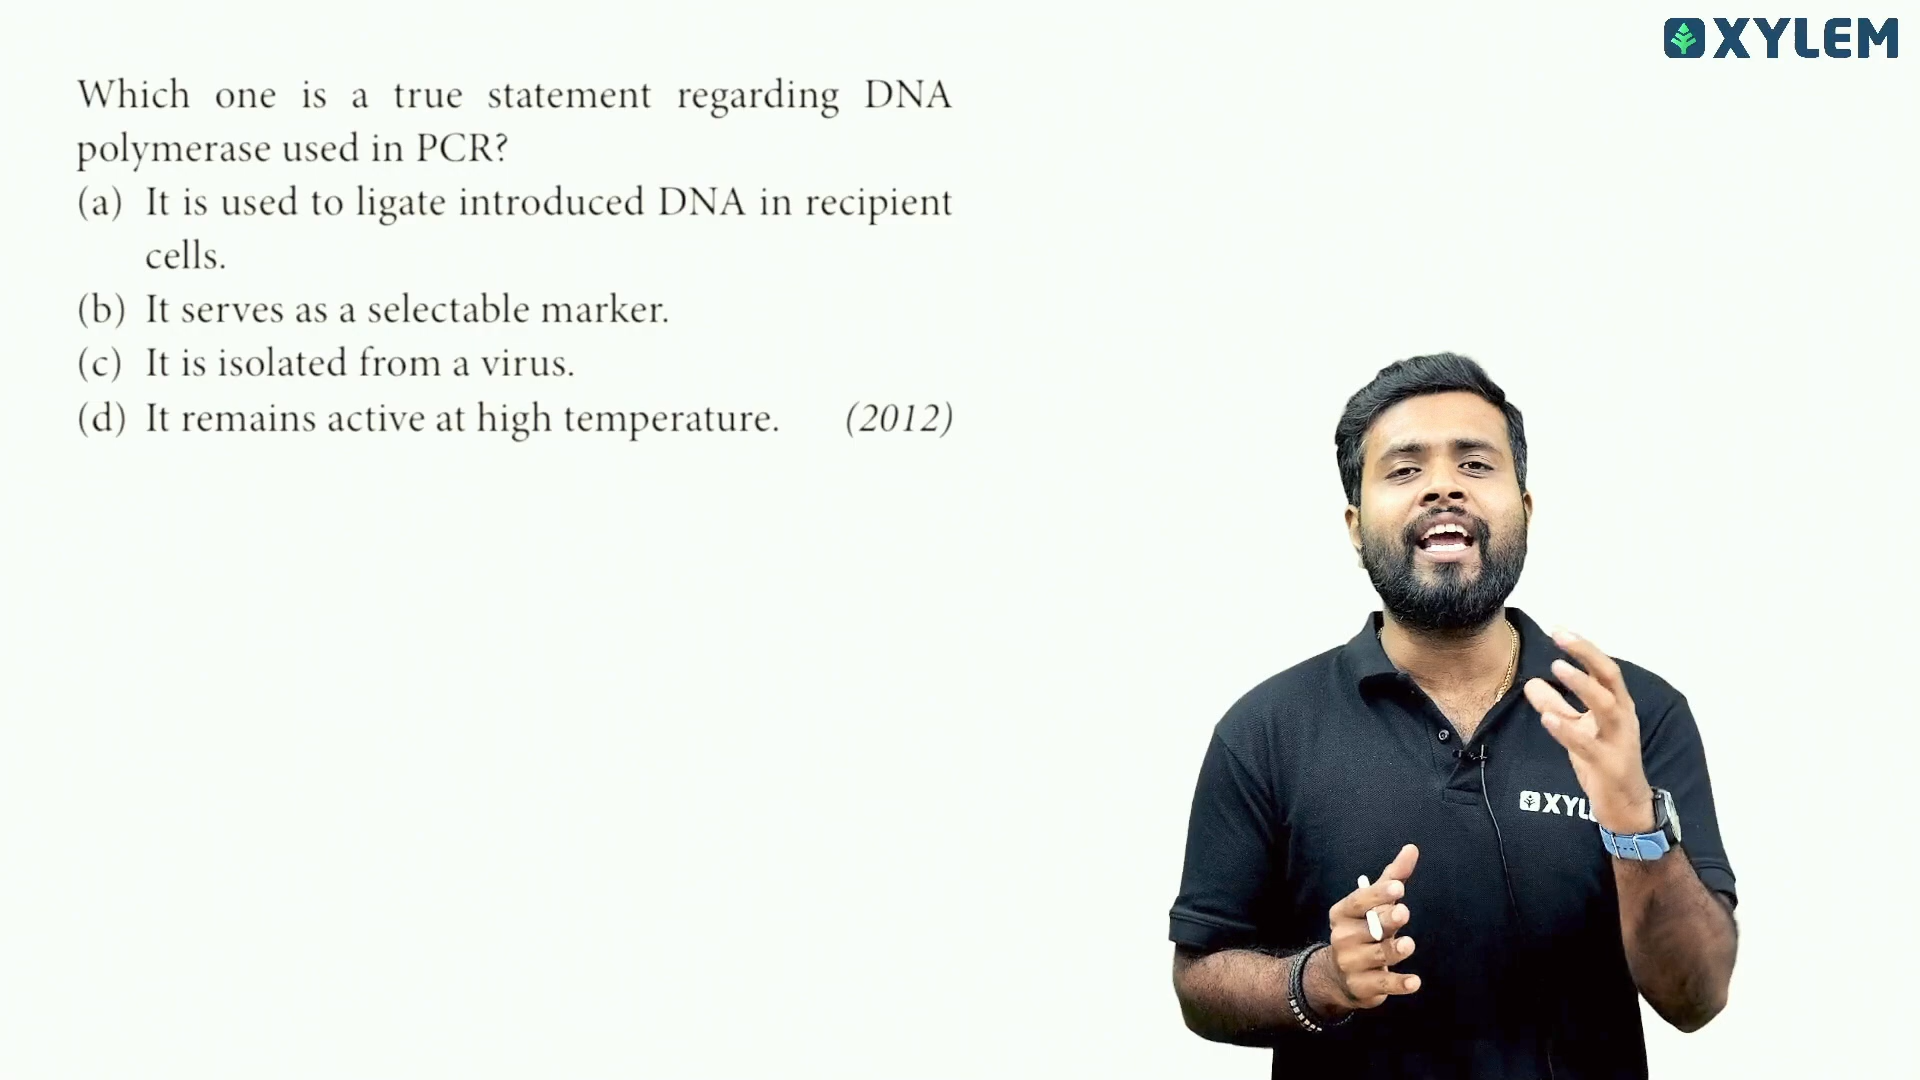 XYLEM
Which one is a true statement regarding DNA
polymerase used in PCR?
(a) It is used to ligate introduced DNA in recipient
cells.
(b) It serves as a selectable marker.
(c) It is isolated from a virus.
(d) It remains active at high temperature. (2012)
XYL